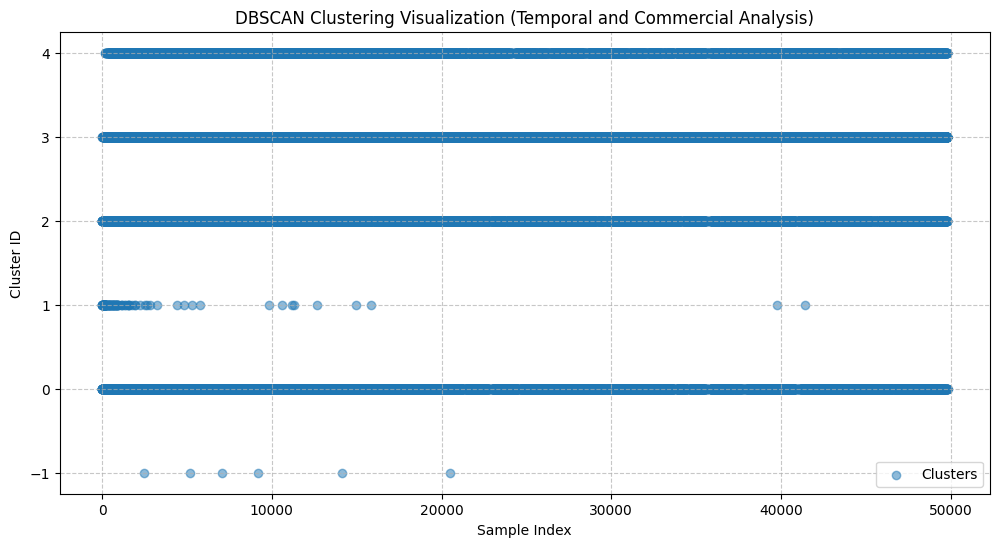 DBSCAN Clustering Visualization (Temporal and Commercial Analysis)
Cluster ID
4
3
2
1
0
−1
Clusters
0 10000 20000 30000 40000 50000
Sample Index